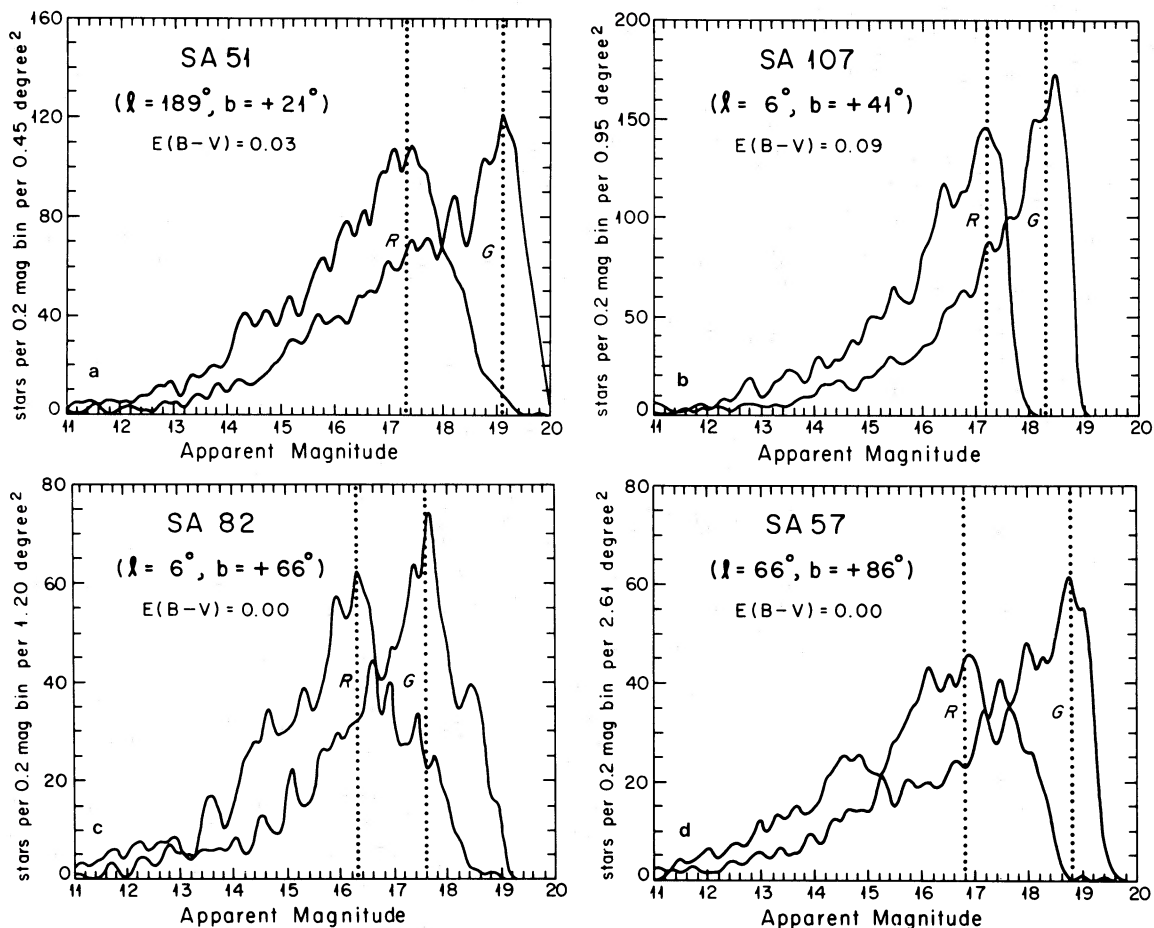 stars per 0.2 mag bin per 0.45 degree²
160
120
80
40
0
SA 51
(ℓ = 189°, b = +21°)
E(B-V) = 0.03
R
G
a
11 12 13 14 15 16 17 18 19 20
Apparent Magnitude
stars per 0.2 mag bin per 0.95 degree²
200
150
100
50
0
SA 107
(ℓ = 6°, b = +41°)
E(B-V) = 0.09
R
G
b
11 12 13 14 15 16 17 18 19 20
Apparent Magnitude
stars per 0.2 mag bin per 1.20 degree²
80
60
40
20
0
SA 82
(ℓ = 6°, b = +66°)
E(B-V) = 0.00
R G
c
11 12 13 14 15 16 17 18 19 20
Apparent Magnitude
stars per 0.2 mag bin per 2.61 degree²
80
60
40
20
0
SA 57
(ℓ = 66°, b = +86°)
E(B-V) = 0.00
R G
d
11 12 13 14 15 16 17 18 19 20
Apparent Magnitude